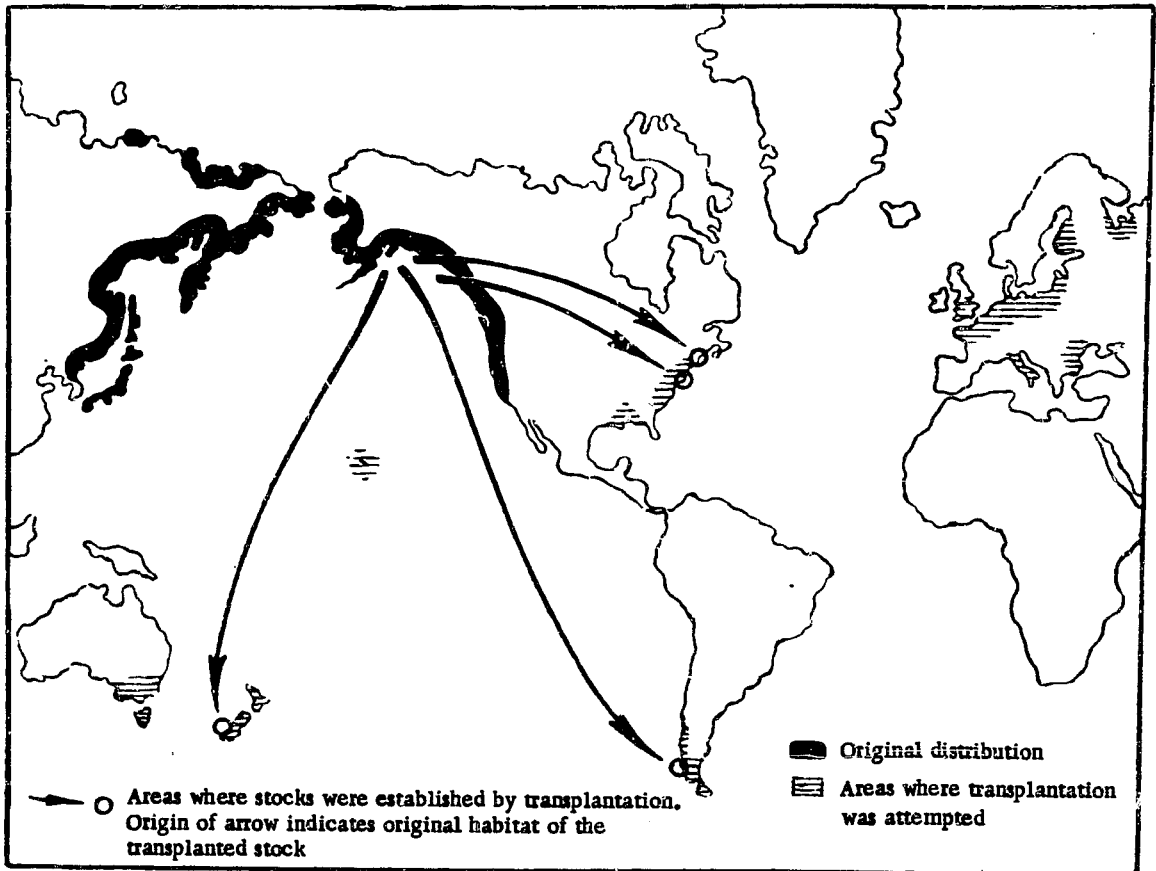 Original distribution
Areas where transplantation
was attempted
Areas where stocks were established by transplantation.
Origin of arrow indicates original habitat of the
transplanted stock